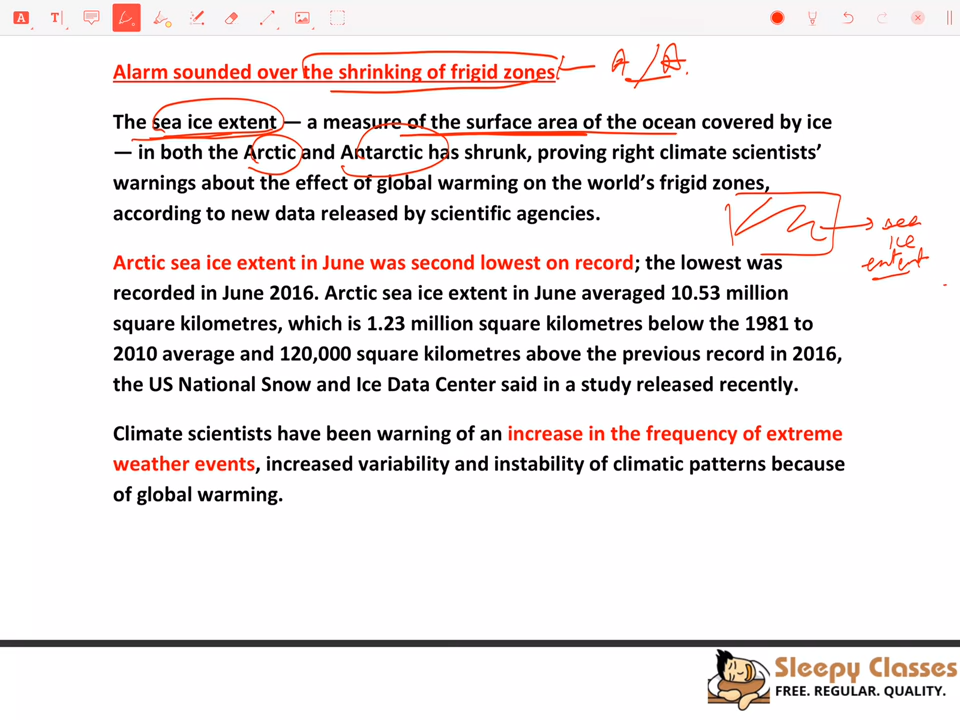 A T
Alarm sounded over the shrinking of frigid zones A / A.
The sea ice extent — a measure of the surface area of the ocean covered by ice
— in both the Arctic and Antarctic has shrunk, proving right climate scientists'
warnings about the effect of global warming on the world's frigid zones,
according to new data released by scientific agencies.
sea
ice
extent
Arctic sea ice extent in June was second lowest on record; the lowest was
recorded in June 2016. Arctic sea ice extent in June averaged 10.53 million
square kilometres, which is 1.23 million square kilometres below the 1981 to
2010 average and 120,000 square kilometres above the previous record in 2016,
the US National Snow and Ice Data Center said in a study released recently.
Climate scientists have been warning of an increase in the frequency of extreme
weather events, increased variability and instability of climatic patterns because
of global warming.
Sleepy Classes
FREE. REGULAR. QUALITY.